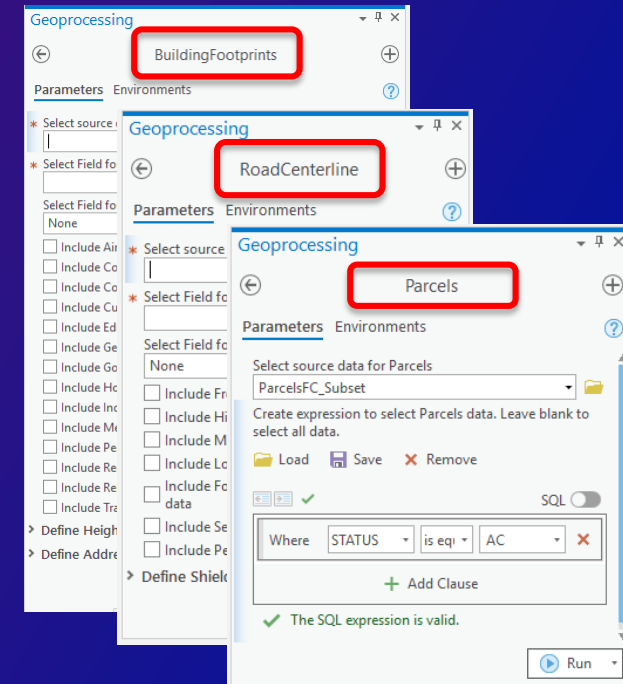 Geoprocessing
BuildingFootprints
Parameters Environments
* Select source
* Select Field fo
Select Field fo
None
Include Air
Include Co
Include Co
Include Cu
Include Ed
Include Ge
Include Go
Include Ho
Include Ind
Include Me
Include Pe
Include Re
Include Re
Include Tra
> Define Heigh
> Define Addre
Geoprocessing
RoadCenterline
Parameters Environments
* Select source
* Select Field fo
Select Field fo
None
Include Fr
Include Hi
Include M
Include Lo
Include Fo
data
Include Se
Include Pe
> Define Shield
Geoprocessing
Parcels
Parameters Environments
Select source data for Parcels
ParcelsFC_Subset
Create expression to select Parcels data. Leave blank to
select all data.
Load Save Remove
SQL
Where STATUS is equ AC
Add Clause
The SQL expression is valid.
Run